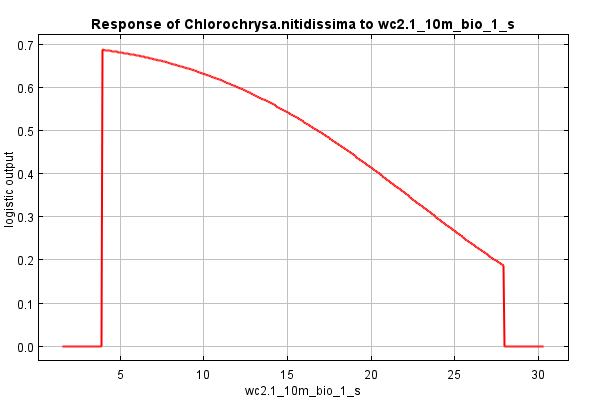 Response of Chlorochrysa.nitidissima to wc2.1_10m_bio_1_s
0.7
0.6
0.5
0.4
0.3
0.2
0.1
0.0
logistic output
5 10 15 20 25 30
wc2.1_10m_bio_1_s